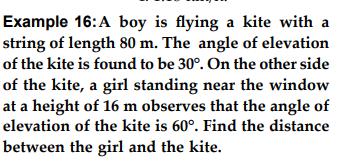 Example 16: A boy is flying a kite with a
string of length 80 m. The angle of elevation
of the kite is found to be 30°. On the other side
of the kite, a girl standing near the window
at a height of 16 m observes that the angle of
elevation of the kite is 60°. Find the distance
between the girl and the kite.